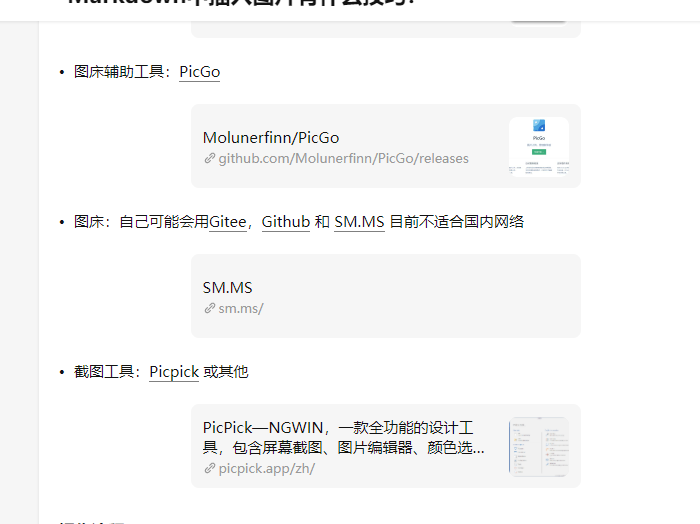 Markdown中插入图片有什么技巧?
• 图床辅助工具：PicGo
Molunerfinn/PicGo
github.com/Molunerfinn/PicGo/releases
PicGo
• 图床：自己可能会用Gitee，Github 和 SM.MS 目前不适合国内网络
SM.MS
sm.ms/
• 截图工具：Picpick 或其他
PicPick—NGWIN，一款全功能的设计工
具，包含屏幕截图、图片编辑器、颜色选...
picpick.app/zh/